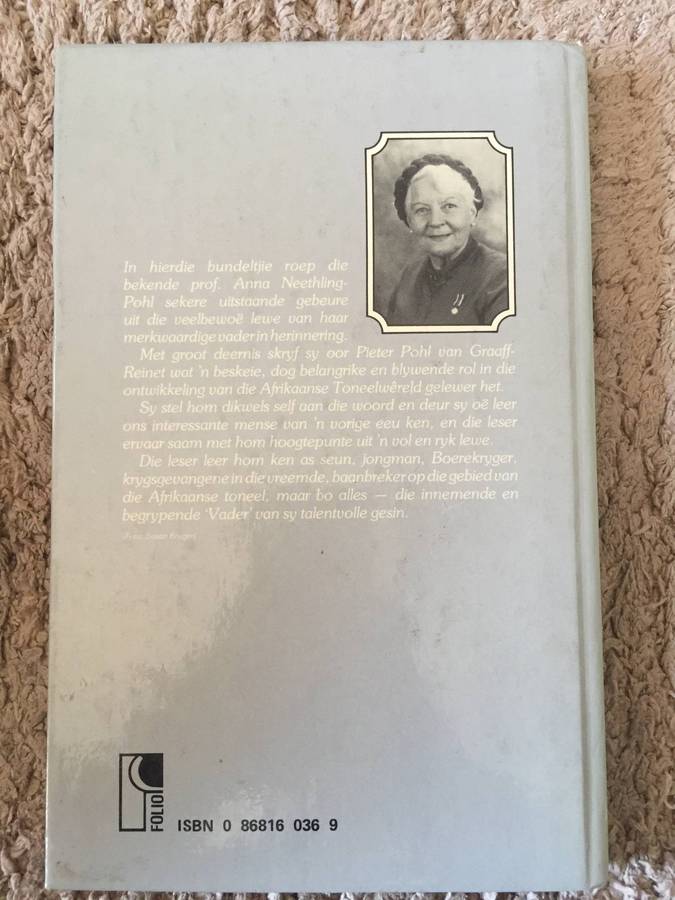 In hierdie bundeltjie roep die
bekende prof. Anna Neethling-
Pohl sekere uitstaande gebeure
uit die veelbewoë lewe van haar
merkwaardige vader in herinnering.
Met groot deernis skryf sy oor Pieter Pohl van Graaff-
Reinet wat 'n beskeie, dog belangrike en blywende rol in die
ontwikkeling van die Afrikaanse Toneelwêreld gelewer het.
Sy stel hom dikwels self aan die woord en deur sy oë leer
ons interessante mense van 'n vorige eeu ken, en die leser
ervaar saam met hom hoogtepunte uit 'n vol en ryk lewe.
Die leser leer hom ken as seun, jongman, Boerekryger,
krygsgevangene in die vreemde, baanbreker op die gebied van
die Afrikaanse toneel, maar bo alles — die innemende en
begrypende 'Vader' van sy talentvolle gesin.
FOLIO
ISBN 0 86816 036 9